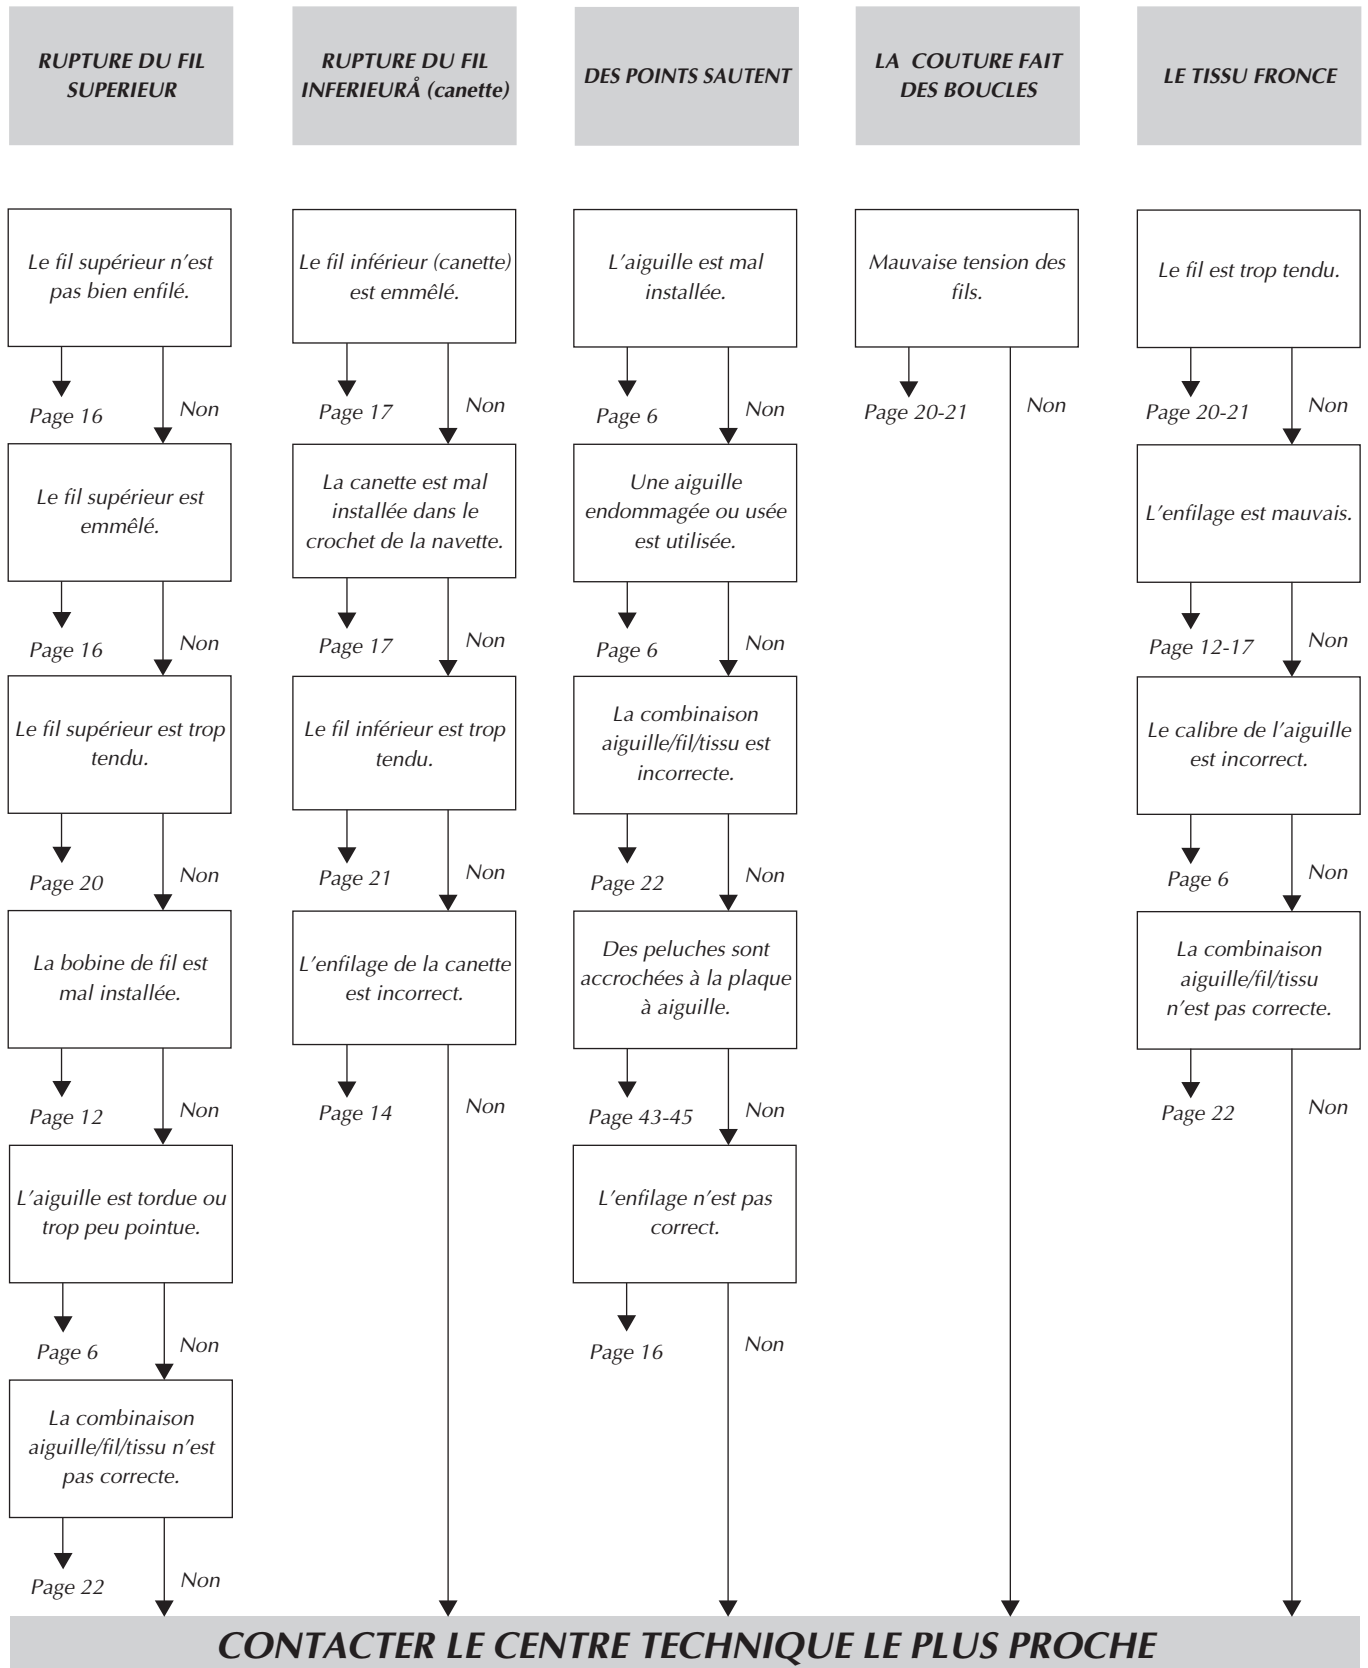 RUPTURE DU FIL
SUPERIEUR
RUPTURE DU FIL
INFERIEURÅ (canette)
DES POINTS SAUTENT
LA COUTURE FAIT
DES BOUCLES
LE TISSU FRONCE
Le fil supérieur n'est
pas bien enfilé.
Page 16
Non
Le fil supérieur est
emmêlé.
Page 16
Non
Le fil supérieur est trop
tendu.
Page 20
Non
La bobine de fil est
mal installée.
Page 12
Non
L'aiguille est tordue ou
trop peu pointue.
Page 6
Non
La combinaison
aiguille/fil/tissu n'est
pas correcte.
Page 22
Non
Le fil inférieur (canette)
est emmêlé.
Page 17
Non
La canette est mal
installée dans le
crochet de la navette.
Page 17
Non
Le fil inférieur est trop
tendu.
Page 21
Non
L'enfilage de la canette
est incorrect.
Page 14
Non
L'aiguille est mal
installée.
Page 6
Non
Une aiguille
endommagée ou usée
est utilisée.
Page 6
Non
La combinaison
aiguille/fil/tissu est
incorrecte.
Page 22
Non
Des peluches sont
accrochées à la plaque
à aiguille.
Page 43-45
Non
L'enfilage n'est pas
correct.
Page 16
Non
Mauvaise tension des
fils.
Page 20-21
Non
Le fil est trop tendu.
Page 20-21
Non
L'enfilage est mauvais.
Page 12-17
Non
Le calibre de l'aiguille
est incorrect.
Page 6
Non
La combinaison
aiguille/fil/tissu
n'est pas correcte.
Page 22
Non
CONTACTER LE CENTRE TECHNIQUE LE PLUS PROCHE